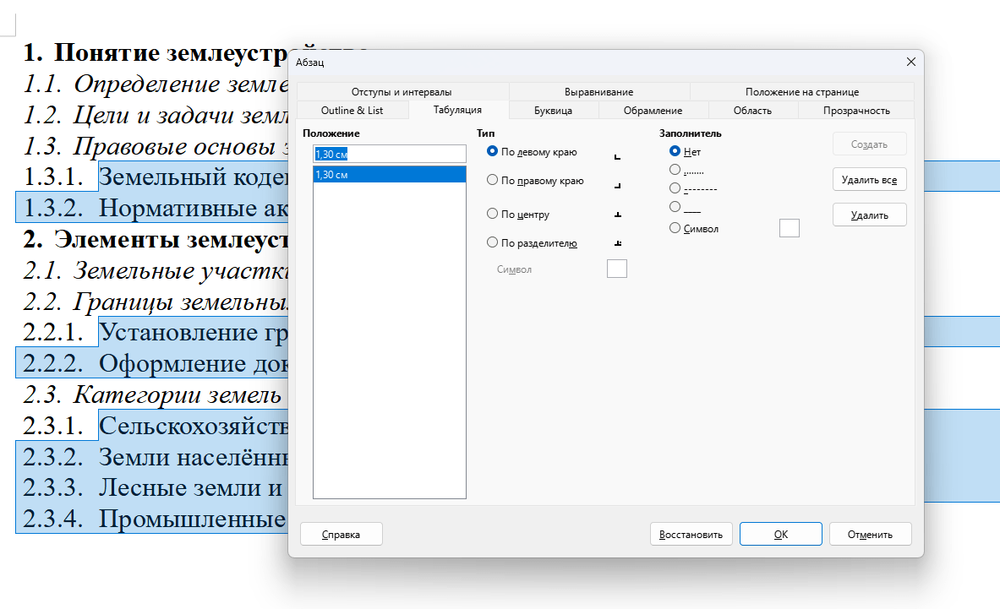 1. Понятие землеустройства
1.1. Определение земле
1.2. Цели и задачи земл
1.3. Правовые основы з
1.3.1. Земельный кодек
1.3.2. Нормативные ак
2. Элементы землеуст
2.1. Земельные участки
2.2. Границы земельных
2.2.1. Установление гр
2.2.2. Оформление док
2.3. Категории земель
2.3.1. Сельскохозяйств
2.3.2. Земли населённы
2.3.3. Лесные земли и
2.3.4. Промышленные
Абзац
Отступы и интервалы Выравнивание Положение на странице
Outline & List Табуляция Буквица Обрамление Область Прозрачность
Положение
1,30 см
1,30 см
Тип
По левому краю
По правому краю
По центру
По разделителю
Символ
Заполнитель
Нет
........
--------
____
Символ
Создать
Удалить все
Удалить
Справка Восстановить OK Отменить